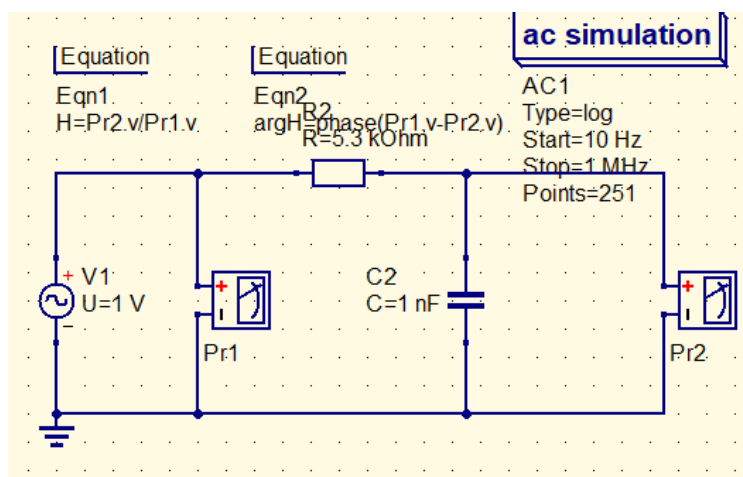 ac simulation
Equation
Equation
Eqn1
H=Pr2.v/Pr1.v
Eqn2
argH=phase(Pr1.v-Pr2.v)
R2
R=5.3 kOhm
AC1
Type=log
Start=10 Hz
Stop=1 MHz
Points=251
+
V1
U=1 V
−
+
Pr1
C2
C=1 nF
+
Pr2